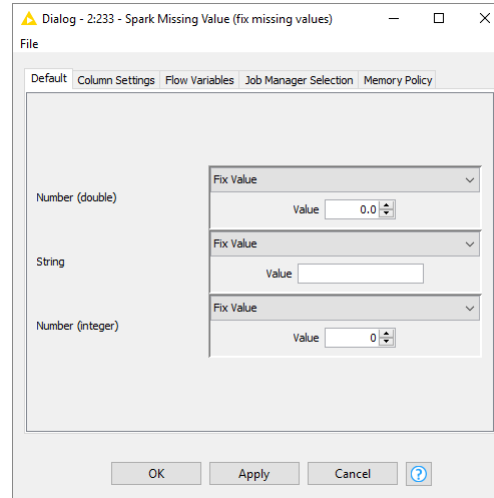 Dialog - 2:233 - Spark Missing Value (fix missing values)
File
Default Column Settings Flow Variables Job Manager Selection Memory Policy
Fix Value
Number (double)
Value 0.0
Fix Value
String
Value
Fix Value
Number (integer)
Value 0
OK Apply Cancel ?